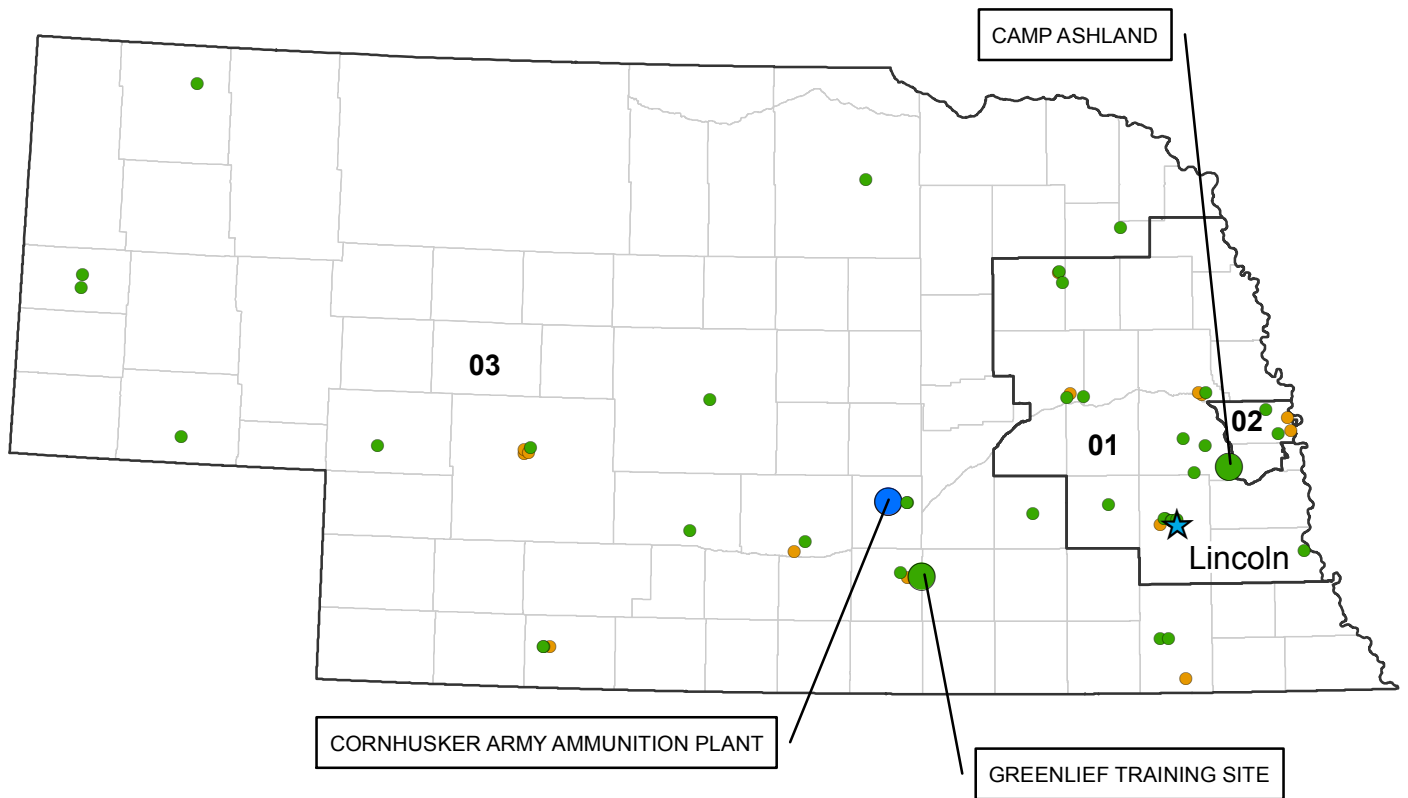 CAMP ASHLAND
03
02
01
Lincoln
CORNHUSKER ARMY AMMUNITION PLANT
GREENLIEF TRAINING SITE